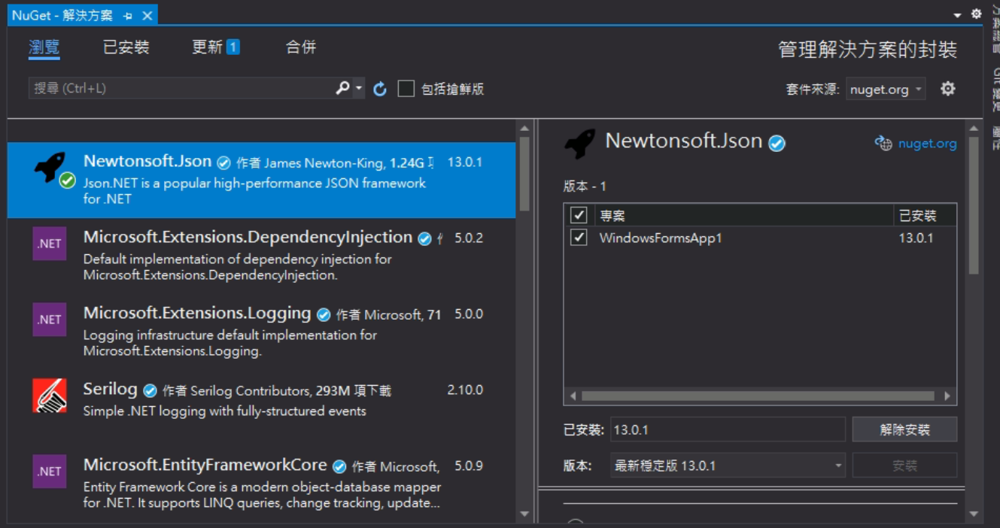 NuGet - 解決方案
瀏覽 已安裝 更新 1 合併
管理解決方案的封裝
搜尋 (Ctrl+L)
包括搶鮮版
套件來源: nuget.org
Newtonsoft.Json 作者 James Newton-King, 1.24G 13.0.1
Json.NET is a popular high-performance JSON framework
for .NET
.NET
Microsoft.Extensions.DependencyInjection 5.0.2
Default implementation of dependency injection for
Microsoft.Extensions.DependencyInjection.
.NET
Microsoft.Extensions.Logging 作者 Microsoft, 71 5.0.0
Logging infrastructure default implementation for
Microsoft.Extensions.Logging.
Serilog 作者 Serilog Contributors, 293M 項下載 2.10.0
Simple .NET logging with fully-structured events
.NET
Microsoft.EntityFrameworkCore 作者 Microsoft, 5.0.9
Entity Framework Core is a modern object-database mapper
for .NET. It supports LINQ queries, change tracking, update...
Newtonsoft.Json
nuget.org
版本 - 1
專案 已安裝
WindowsFormsApp1 13.0.1
已安裝: 13.0.1 解除安裝
版本: 最新穩定版 13.0.1 安裝